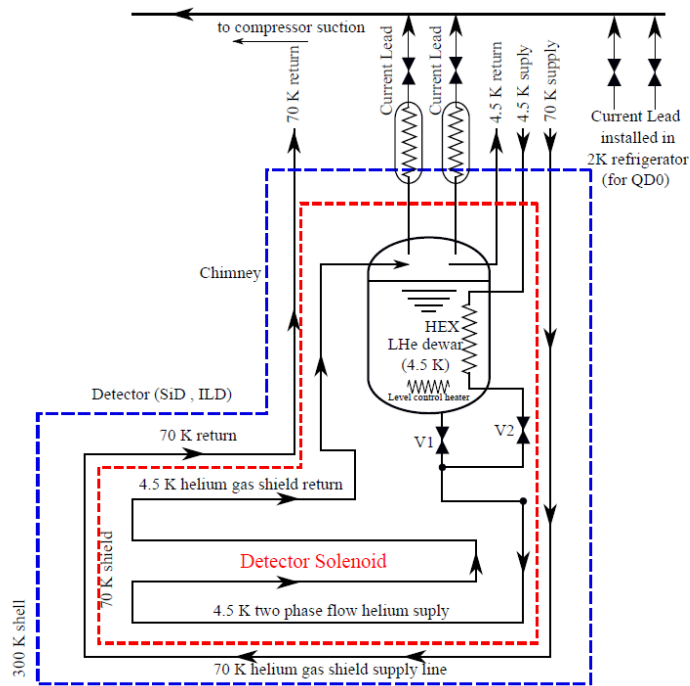 to compressor suction
70 K return
Current Lead
Current Lead
4.5 K return
4.5 K suply
70 K supply
Current Lead
installed in
2K refrigerator
(for QD0)
Chimney
HEX
LHe dewar
(4.5 K)
Level control heater
Detector (SiD , ILD)
V1
V2
70 K return
4.5 K helium gas shield return
70 K shield
Detector Solenoid
4.5 K two phase flow helium suply
300 K shell
70 K helium gas shield supply line